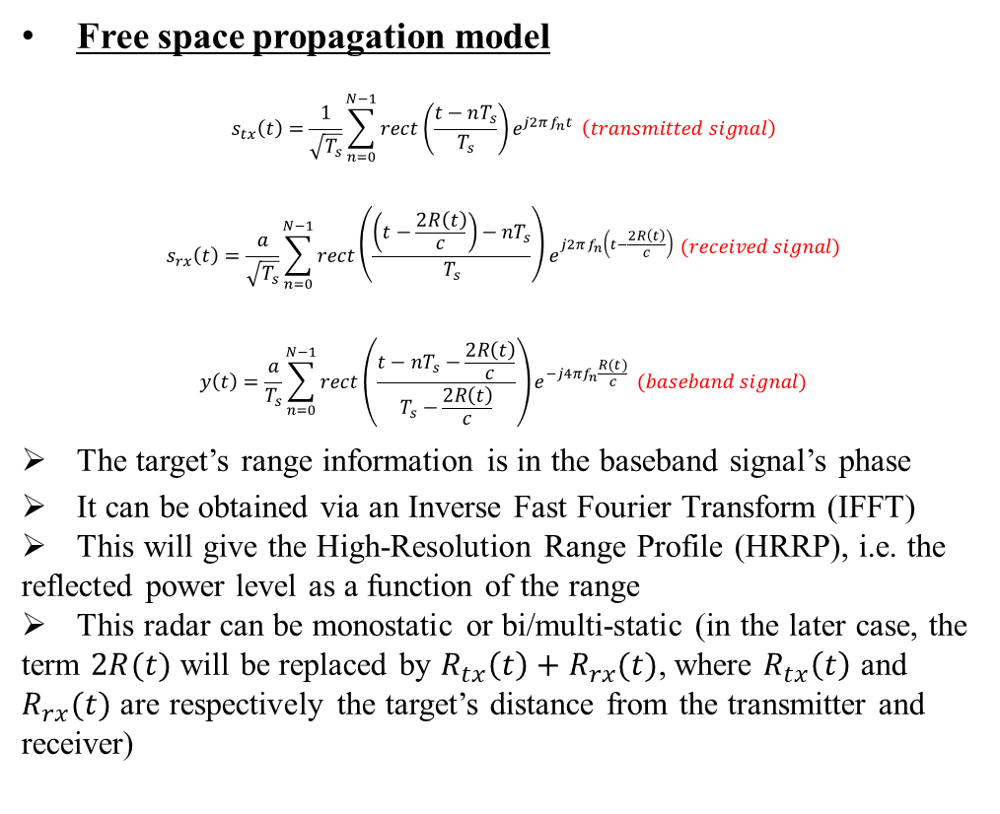 • Free space propagation model
$s_{tx}(t) = \frac{1}{\sqrt{T_s}} \sum_{n=0}^{N-1} rect\left(\frac{t - nT_s}{T_s}\right) e^{j2\pi f_n t}$ (transmitted signal)
$s_{rx}(t) = \frac{a}{\sqrt{T_s}} \sum_{n=0}^{N-1} rect\left(\frac{\left(t - \frac{2R(t)}{c}\right) - nT_s}{T_s}\right) e^{j2\pi f_n\left(t - \frac{2R(t)}{c}\right)}$ (received signal)
$y(t) = \frac{a}{T_s} \sum_{n=0}^{N-1} rect\left(\frac{t - nT_s - \frac{2R(t)}{c}}{T_s - \frac{2R(t)}{c}}\right) e^{-j4\pi f_n \frac{R(t)}{c}}$ (baseband signal)
➢ The target's range information is in the baseband signal's phase
➢ It can be obtained via an Inverse Fast Fourier Transform (IFFT)
➢ This will give the High-Resolution Range Profile (HRRP), i.e. the
reflected power level as a function of the range
➢ This radar can be monostatic or bi/multi-static (in the later case, the
term $2R(t)$ will be replaced by $R_{tx}(t) + R_{rx}(t)$, where $R_{tx}(t)$ and
$R_{rx}(t)$ are respectively the target's distance from the transmitter and
receiver)